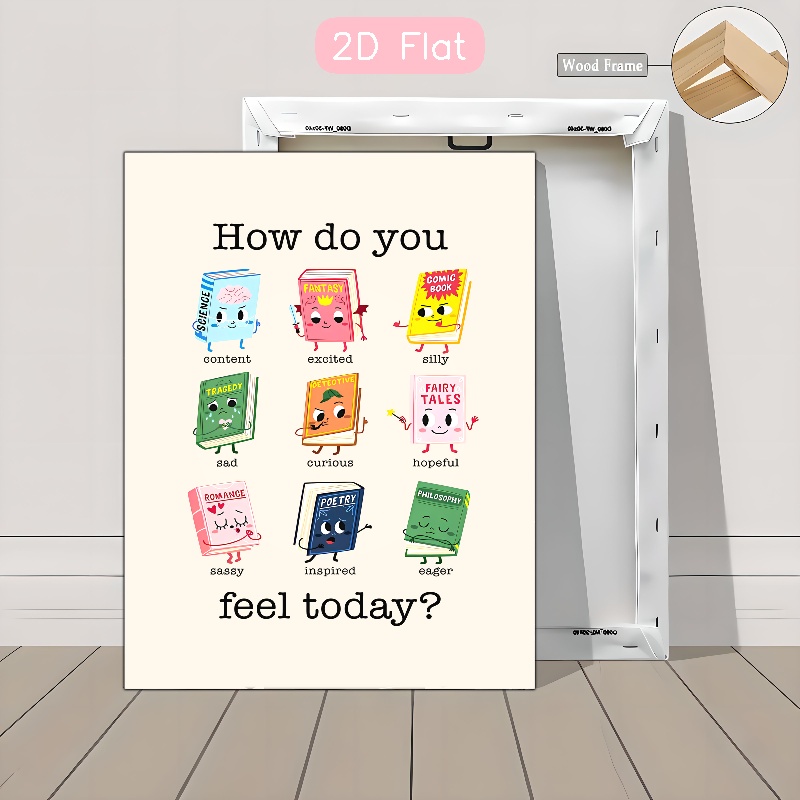 2D Flat
Wood Frame
How do you
SCIENCE
FANTASY
COMIC
BOOK
content
excited
silly
TRAGEDY
DETECTIVE
FAIRY
TALES
sad
curious
hopeful
ROMANCE
POETRY
PHILOSOPHY
sassy
inspired
eager
feel today?